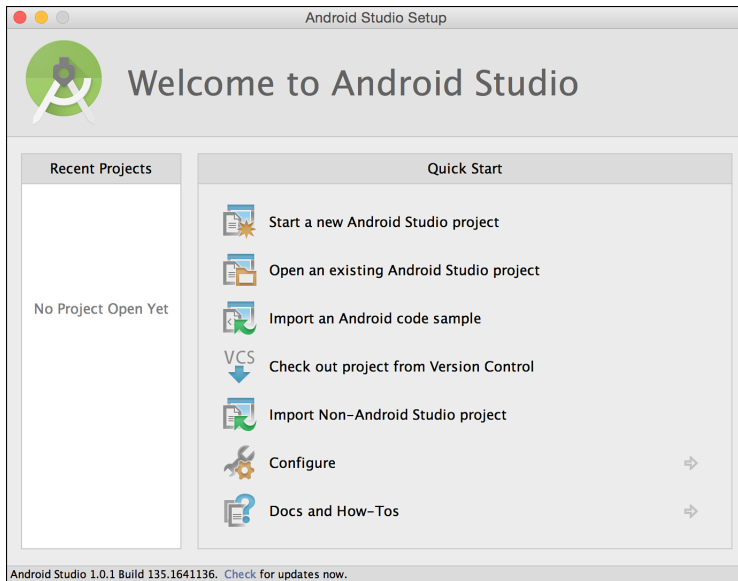 Android Studio Setup
Welcome to Android Studio
Recent Projects
No Project Open Yet
Quick Start
Start a new Android Studio project
Open an existing Android Studio project
Import an Android code sample
VCS
Check out project from Version Control
Import Non-Android Studio project
Configure
Docs and How-Tos
Android Studio 1.0.1 Build 135.1641136. Check for updates now.